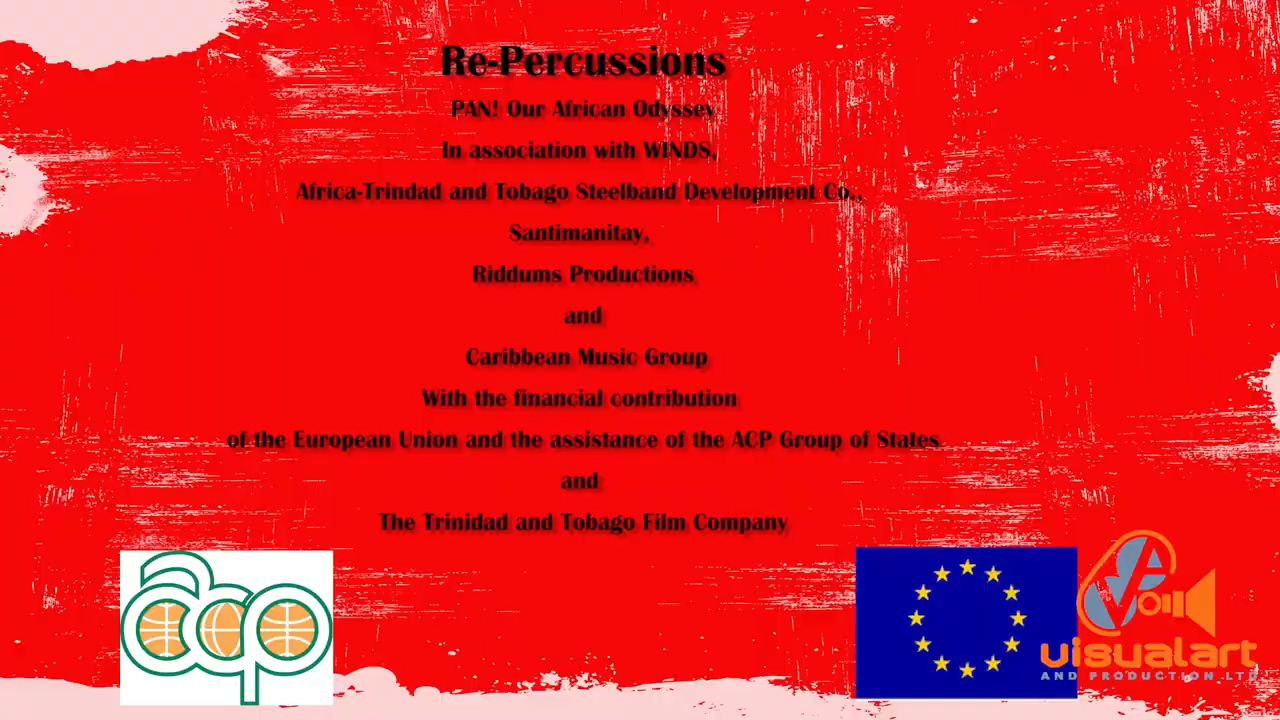 Re-Percussions
PAN! Our African Odyssey
In association with WINDS,
Africa-Trindad and Tobago Steelband Development Co.,
Santimanitay,
Riddums Productions
and
Caribbean Music Group
With the financial contribution
of the European Union and the assistance of the ACP Group of States
and
The Trinidad and Tobago Film Company
acp
visualart
AND PRODUCTION LTD